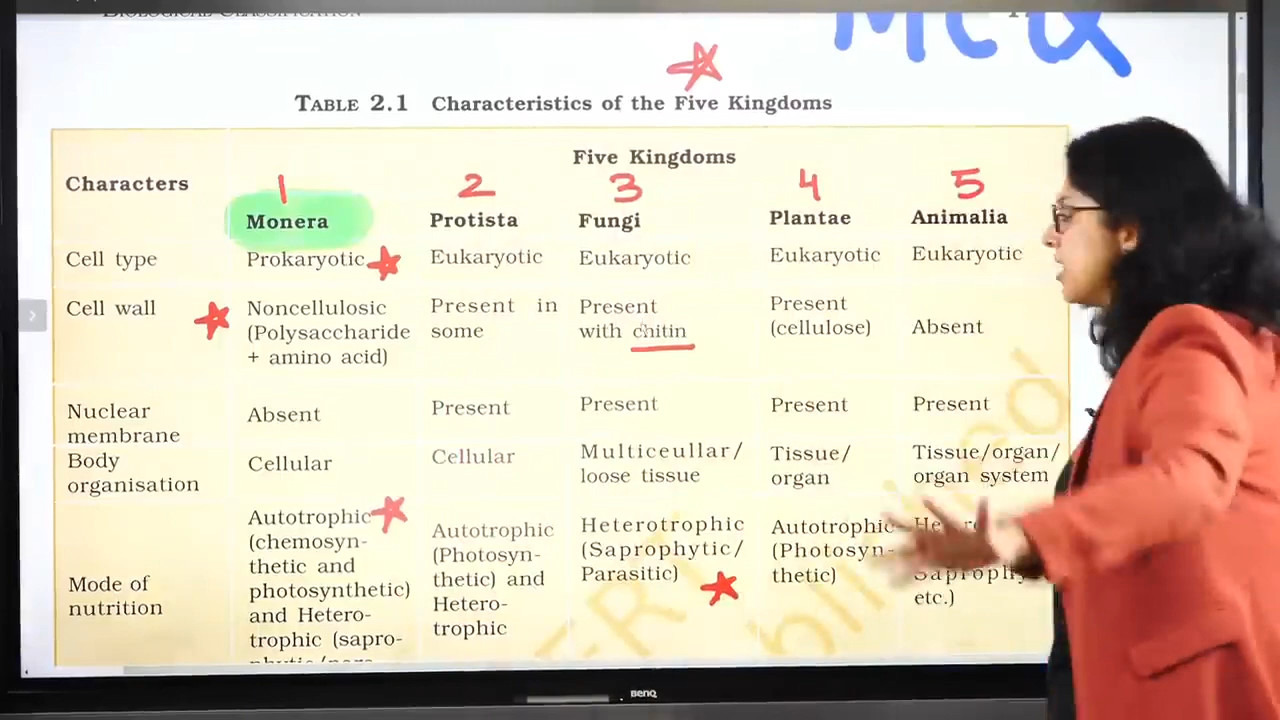 BIOLOGICAL CLASSIFICATION
MCQ
TABLE 2.1 Characteristics of the Five Kingdoms
Five Kingdoms
Characters
1 2 3 4 5
Monera Protista Fungi Plantae Animalia
Cell type Prokaryotic Eukaryotic Eukaryotic Eukaryotic Eukaryotic
Cell wall
Noncellulosic
(Polysaccharide
+ amino acid)
Present in
some
Present
with chitin
Present
(cellulose)
Absent
Nuclear
membrane
Absent Present Present Present Present
Body
organisation
Cellular
Cellular
Multiceullar/
loose tissue
Tissue/
organ
Tissue/organ/
organ system
Mode of
nutrition
Autotrophic
(chemosyn-
thetic and
photosynthetic)
and Hetero-
trophic (sapro-
Autotrophic
(Photosyn-
thetic) and
Hetero-
trophic
Heterotrophic
(Saprophytic/
Parasitic)
Autotrophic
(Photosyn-
thetic)
etc.)
BenQ